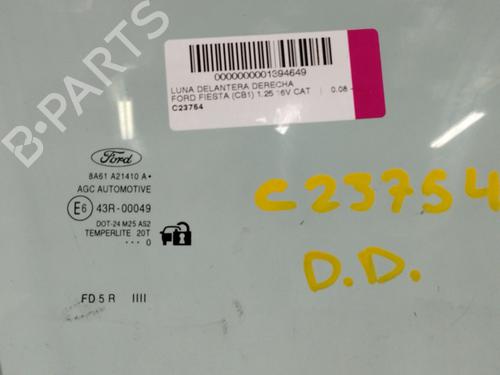 0000000001394649
LUNA DELANTERA DERECHA
FORD FIESTA (CB1) 1.25 16V CAT | 0.08 -
C23754
Ford
8A61 A21410 A•
AGC AUTOMOTIVE
E6 43R-00049
DOT-24 M25 AS2
TEMPERLITE 20T
··· 0
FD 5 R IIII
C23754
D.D.
B-PARTS